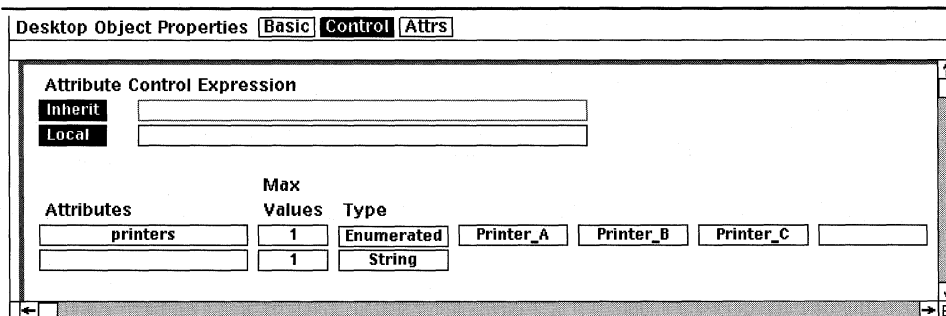 Desktop Object Properties Basic Control Attrs
Attribute Control Expression
Inherit
Local
Max
Attributes Values Type
printers 1 Enumerated Printer_A Printer_B Printer_C
1 String